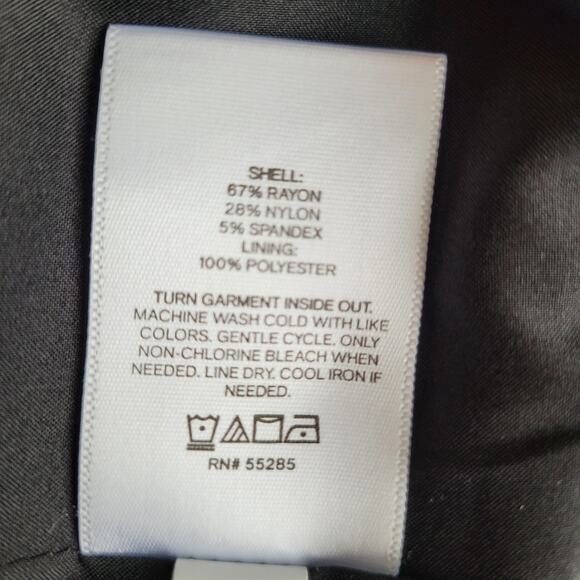 SHELL:
67% RAYON
28% NYLON
5% SPANDEX
LINING:
100% POLYESTER
TURN GARMENT INSIDE OUT.
MACHINE WASH COLD WITH LIKE
COLORS. GENTLE CYCLE. ONLY
NON-CHLORINE BLEACH WHEN
NEEDED. LINE DRY. COOL IRON IF
NEEDED.
RN# 55285